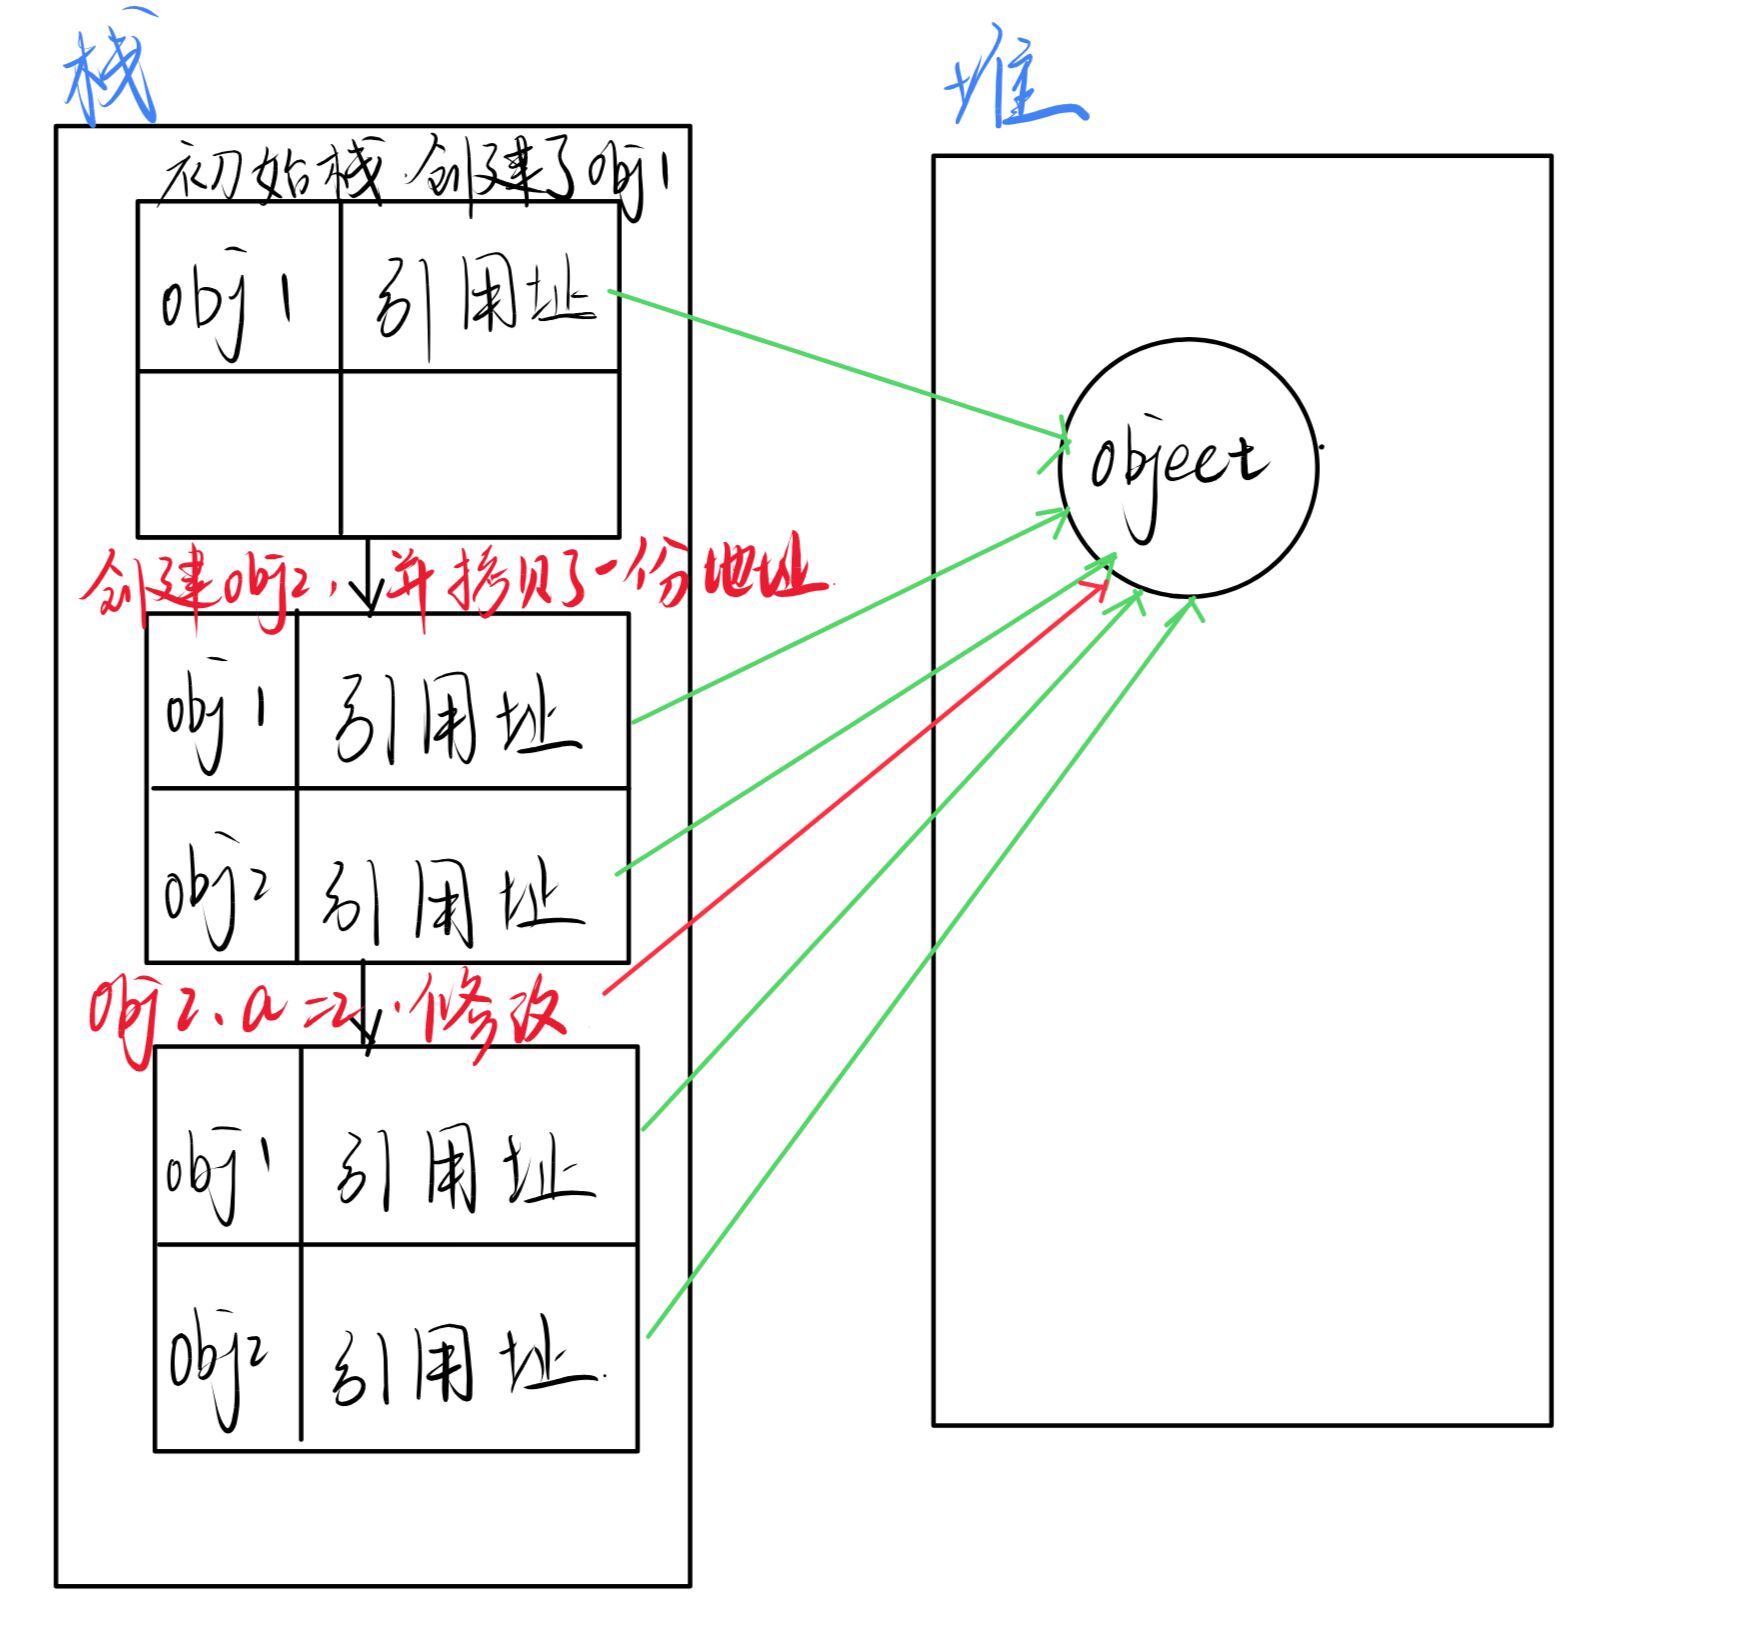 栈
堆
初始栈.创建了obj1
obj1 引用址
object
创建obj2,并拷贝了一份地址
obj1 引用址
obj2 引用址
obj2.a=2.修改
obj1 引用址
obj2 引用址.